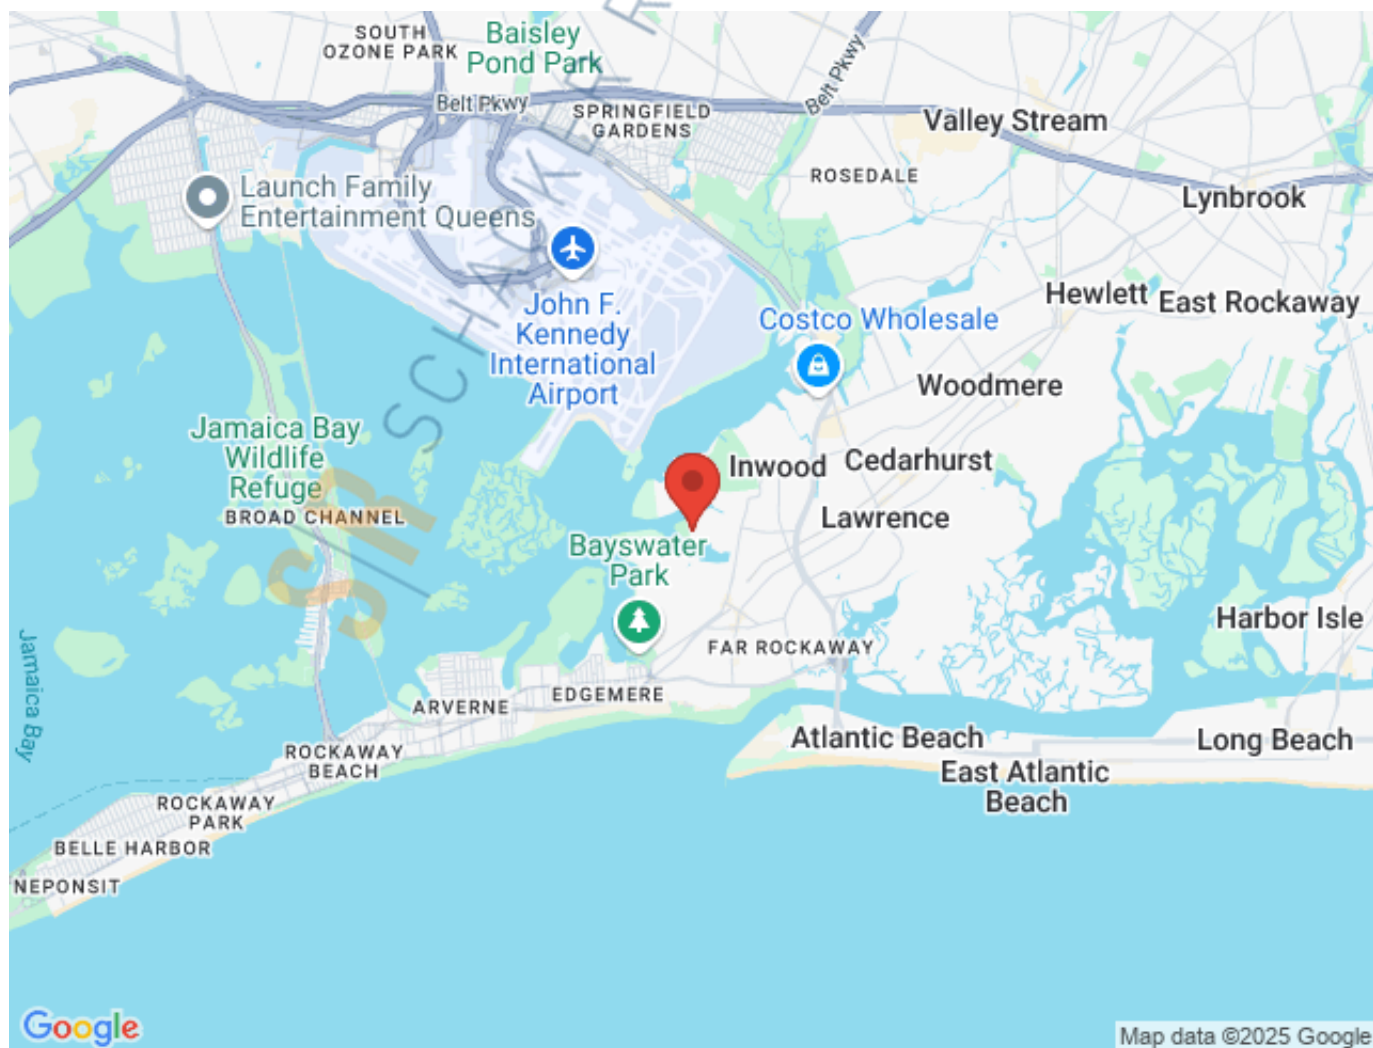 SOUTH
OZONE PARK
Baisley
Pond Park
Belt Pkwy
Belt Pkwy
SPRINGFIELD
GARDENS
Valley Stream
ROSEDALE
Launch Family
Entertainment Queens
Lynbrook
John F.
Kennedy
International
Airport
Costco Wholesale
Hewlett
East Rockaway
Woodmere
Jamaica Bay
Wildlife
Refuge
BROAD CHANNEL
Inwood
Cedarhurst
Lawrence
Bayswater
Park
Harbor Isle
FAR ROCKAWAY
Jamaica Bay
EDGEMERE
ARVERNE
Atlantic Beach
Long Beach
ROCKAWAY
BEACH
East Atlantic
Beach
ROCKAWAY
PARK
BELLE HARBOR
NEPONSIT
Google
Map data ©2025 Google